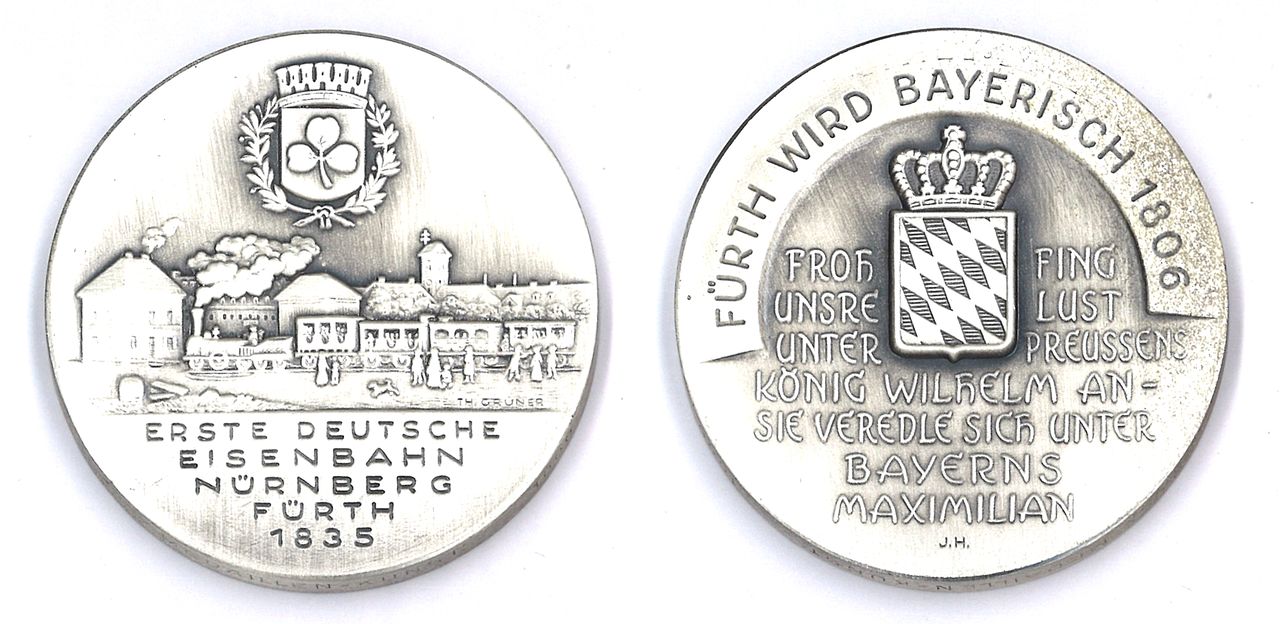 TH. GRUNER
ERSTE DEUTSCHE
EISENBAHN
NÜRNBERG
FÜRTH
1835
FÜRTH WIRD BAYERISCH 1806
FROH FING
UNSRE LUST
UNTER PREUSSENS
KÖNIG WILHELM AN-
SIE VEREDLE SICH UNTER
BAYERNS
MAXIMILIAN
J.H.